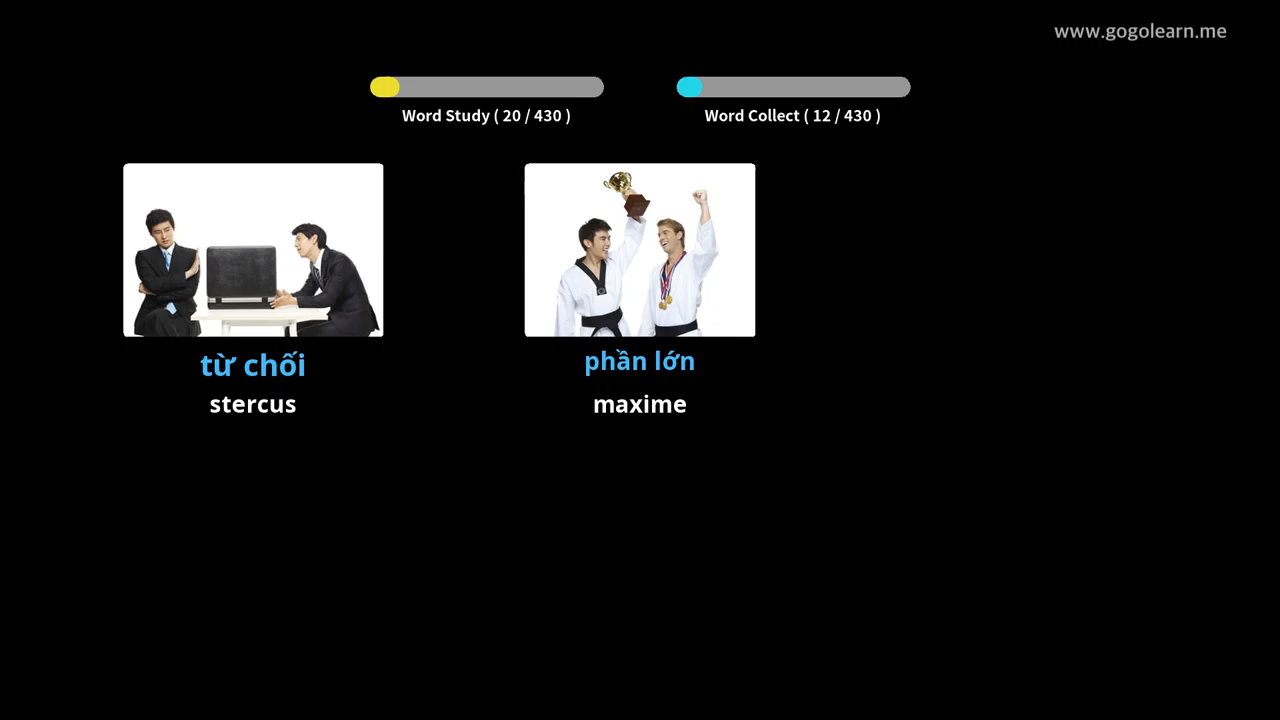 www.gogolearn.me
Word Study ( 20 / 430 )
Word Collect ( 12 / 430 )
từ chối
stercus
phần lớn
maxime